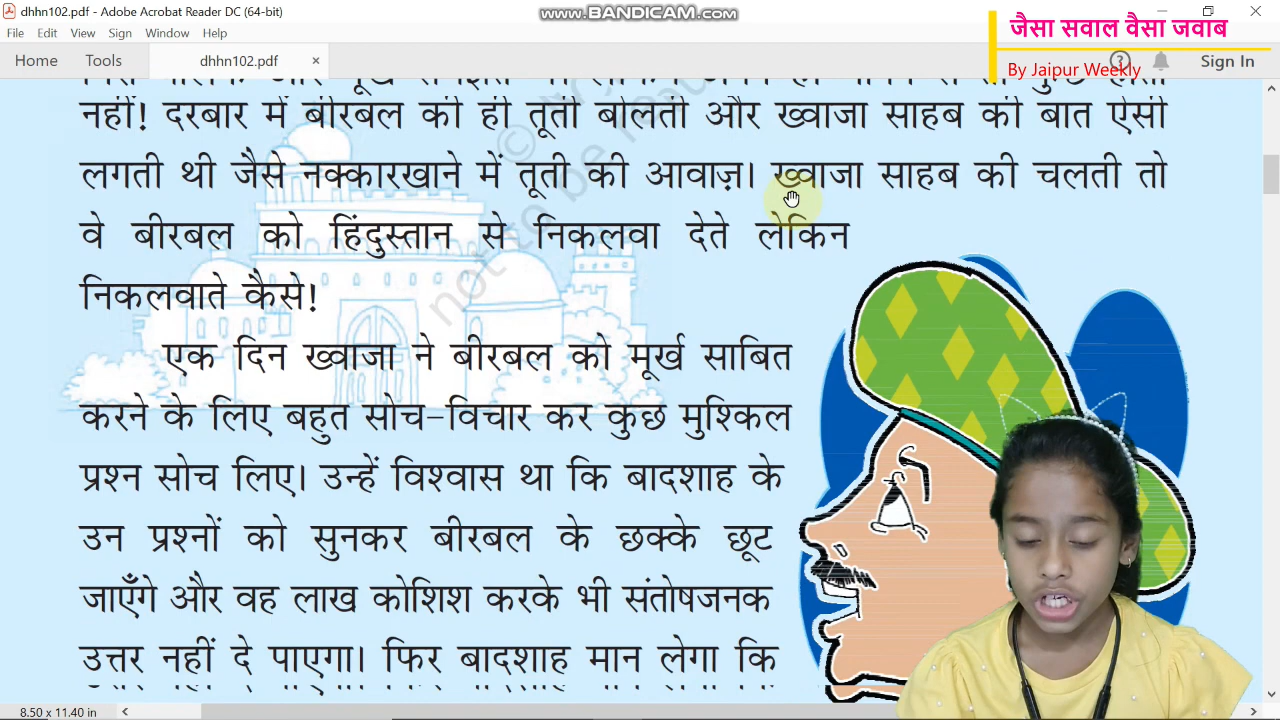 dhhn102.pdf - Adobe Acrobat Reader DC (64-bit)
www.BANDICAM.com
जैसा सवाल वैसा जवाब
File Edit View Sign Window Help
Home Tools dhhn102.pdf ×
By Jaipur Weekly
Sign In
नहीं! दरबार में बीरबल की ही तूती बोलती और ख्वाजा साहब की बात ऐसी
लगती थी जैसे नक्कारखाने में तूती की आवाज़। ख्वाजा साहब की चलती तो
वे बीरबल को हिंदुस्तान से निकलवा देते लेकिन
निकलवाते कैसे!
एक दिन ख्वाजा ने बीरबल को मूर्ख साबित
करने के लिए बहुत सोच-विचार कर कुछ मुश्किल
प्रश्न सोच लिए। उन्हें विश्वास था कि बादशाह के
उन प्रश्नों को सुनकर बीरबल के छक्के छूट
जाएँगे और वह लाख कोशिश करके भी संतोषजनक
उत्तर नहीं दे पाएगा। फिर बादशाह मान लेगा कि
not to be
8.50 x 11.40 in